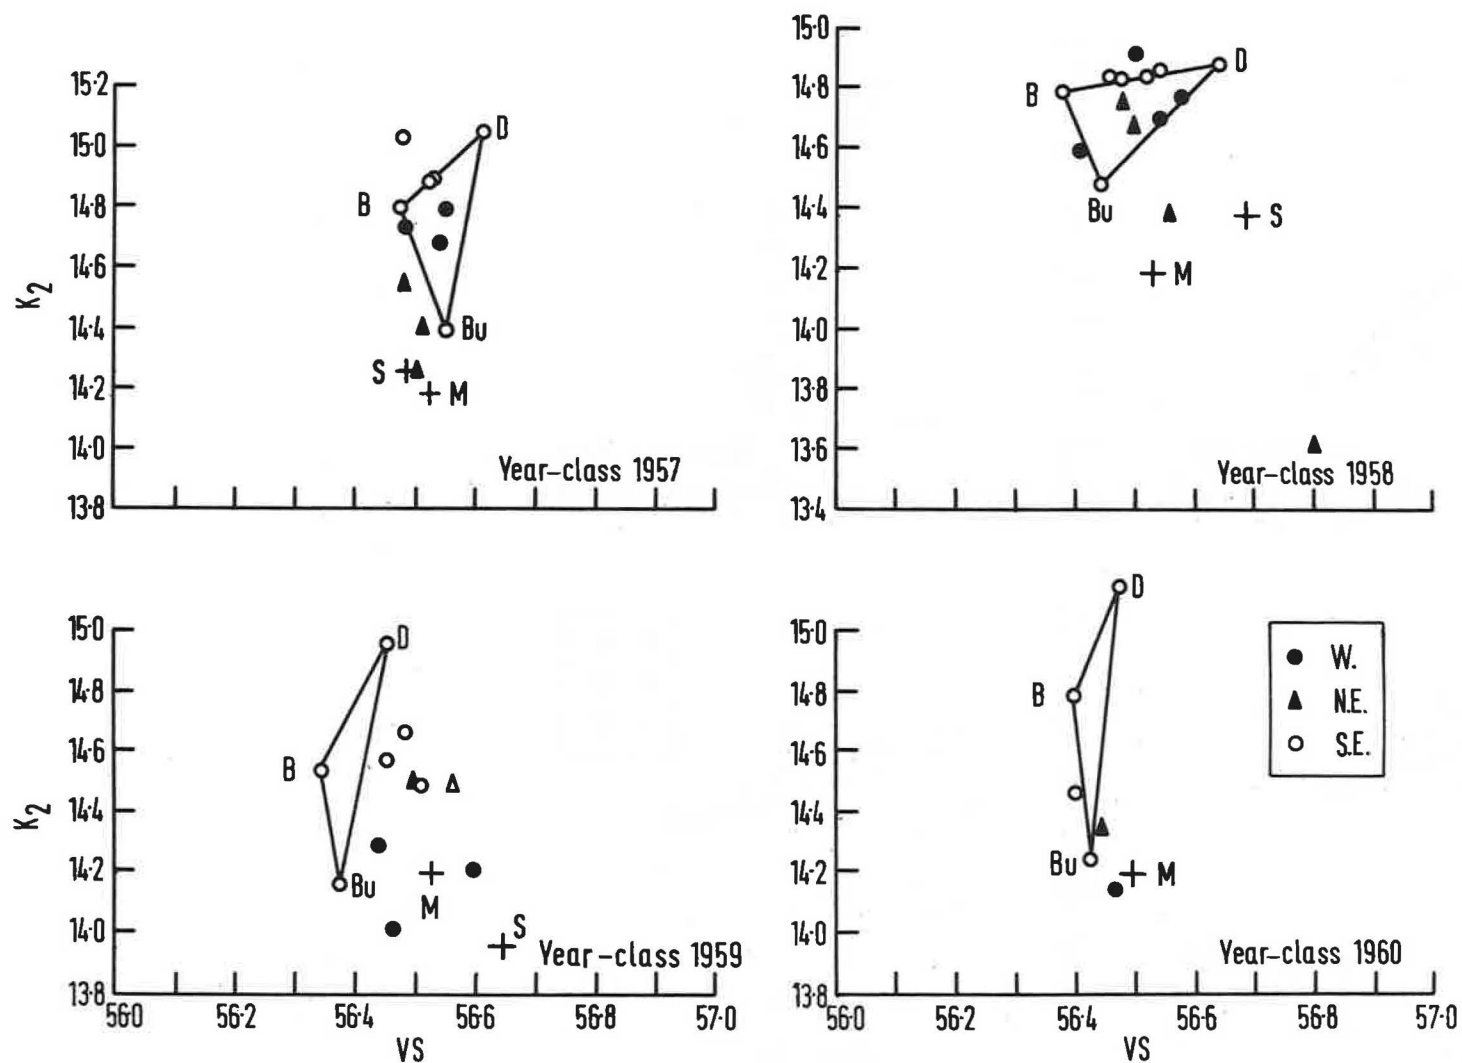 15·2
15·0
14·8
14·6
14·4
14·2
14·0
13·8
K2
D
B
Bu
S
M
Year-class 1957
15·0
14·8
14·6
14·4
14·2
14·0
13·8
13·6
13·4
B
D
Bu
S
M
Year-class 1958
15·0
14·8
14·6
14·4
14·2
14·0
13·8
K2
D
B
Bu
M
S
Year-class 1959
56·0 56·2 56·4 56·6 56·8 57·0
VS
15·0
14·8
14·6
14·4
14·2
14·0
13·8
D
B
Bu
M
W.
N.E.
S.E.
Year-class 1960
56·0 56·2 56·4 56·6 56·8 57·0
VS